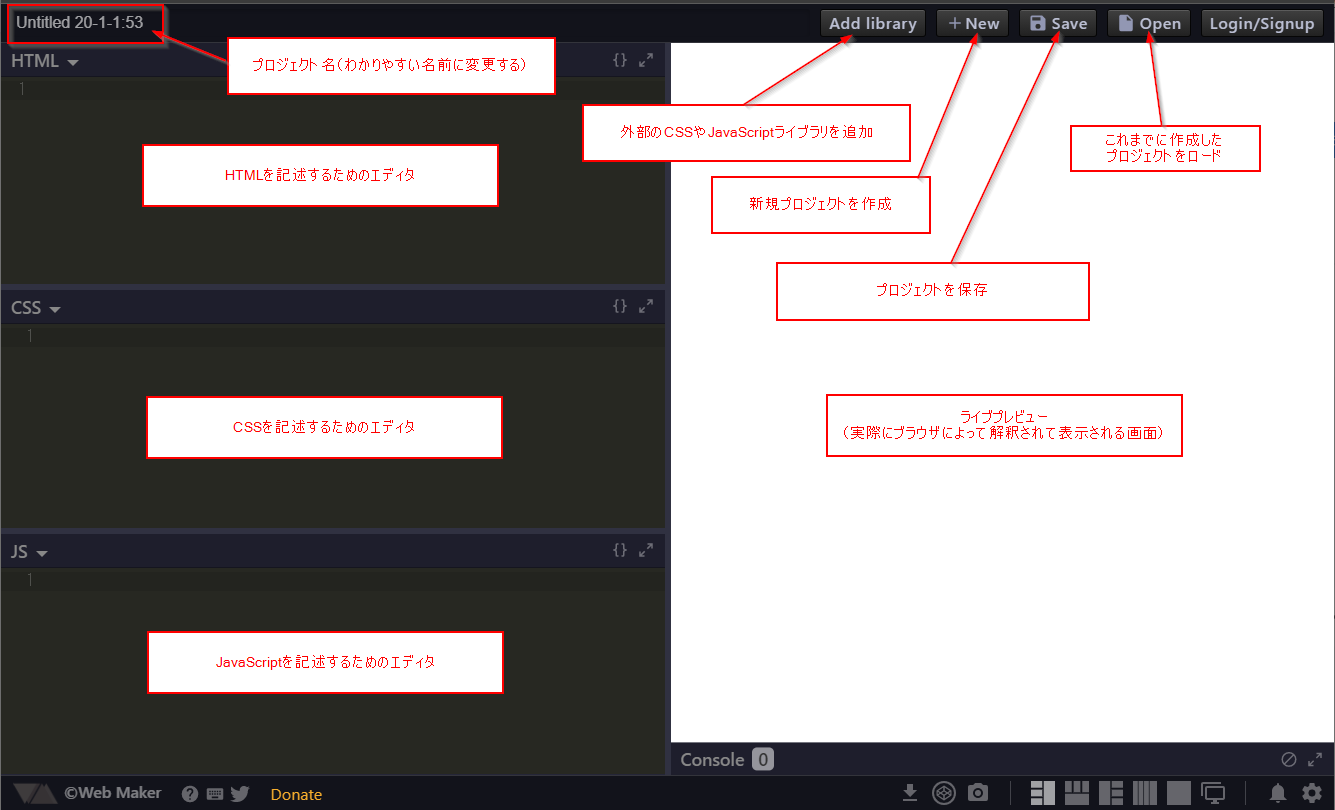 Untitled 20-1-1:53
Add library
+ New
Save
Open
Login/Signup
プロジェクト名(わかりやすい名前に変更する)
HTML
{}
1
外部のCSSやJavaScriptライブラリを追加
これまでに作成した
プロジェクトをロード
HTMLを記述するためのエディタ
新規プロジェクトを作成
プロジェクトを保存
CSS
{}
1
CSSを記述するためのエディタ
ライブプレビュー
(実際にブラウザによって解釈されて表示される画面)
JS
{}
1
JavaScriptを記述するためのエディタ
Console 0
©Web Maker
?
Donate